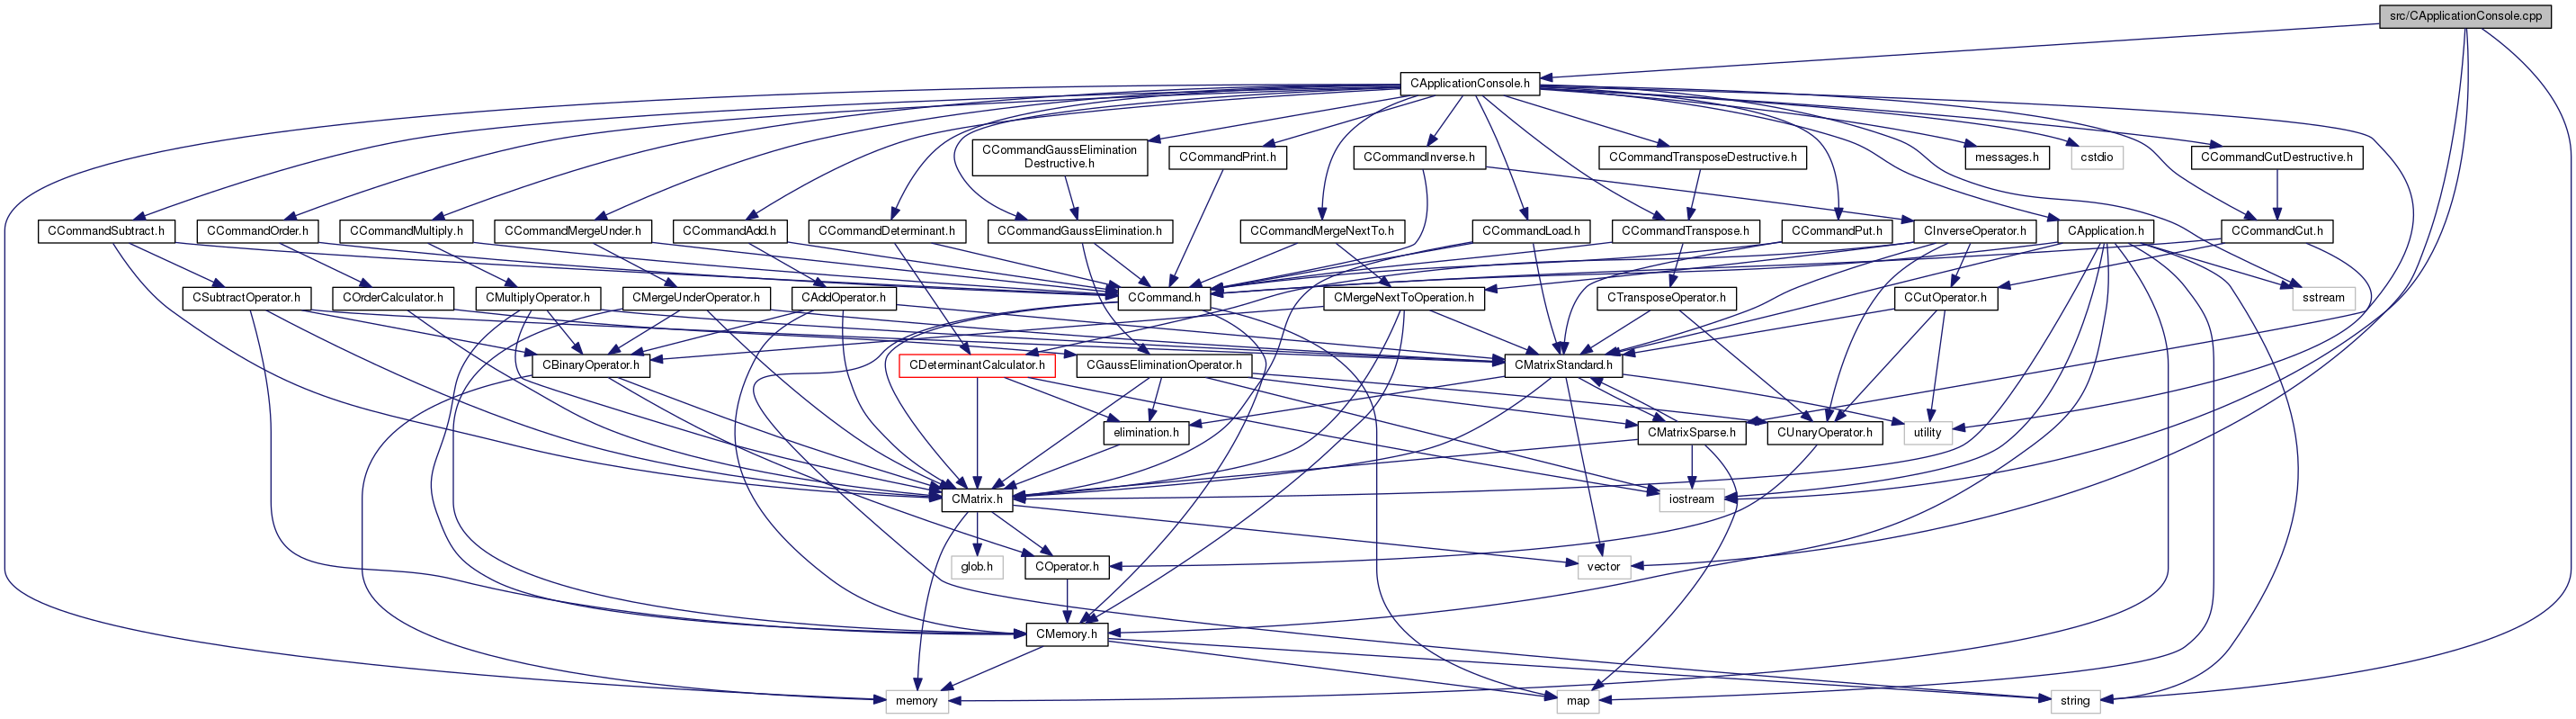 src/CApplicationConsole.cpp
CApplicationConsole.h
CCommandGaussElimination
Destructive.h
CCommandPrint.h
CCommandInverse.h
CCommandTransposeDestructive.h
messages.h
cstdio
CCommandCutDestructive.h
CCommandSubtract.h
CCommandOrder.h
CCommandMultiply.h
CCommandMergeUnder.h
CCommandAdd.h
CCommandDeterminant.h
CCommandGaussElimination.h
CCommandMergeNextTo.h
CCommandLoad.h
CCommandTranspose.h
CCommandPut.h
CInverseOperator.h
CApplication.h
CCommandCut.h
CSubtractOperator.h
COrderCalculator.h
CMultiplyOperator.h
CMergeUnderOperator.h
CAddOperator.h
CCommand.h
CMergeNextToOperation.h
CTransposeOperator.h
CCutOperator.h
sstream
CBinaryOperator.h
CDeterminantCalculator.h
CGaussEliminationOperator.h
CMatrixStandard.h
elimination.h
CMatrixSparse.h
CUnaryOperator.h
utility
CMatrix.h
iostream
glob.h
COperator.h
vector
CMemory.h
memory
map
string